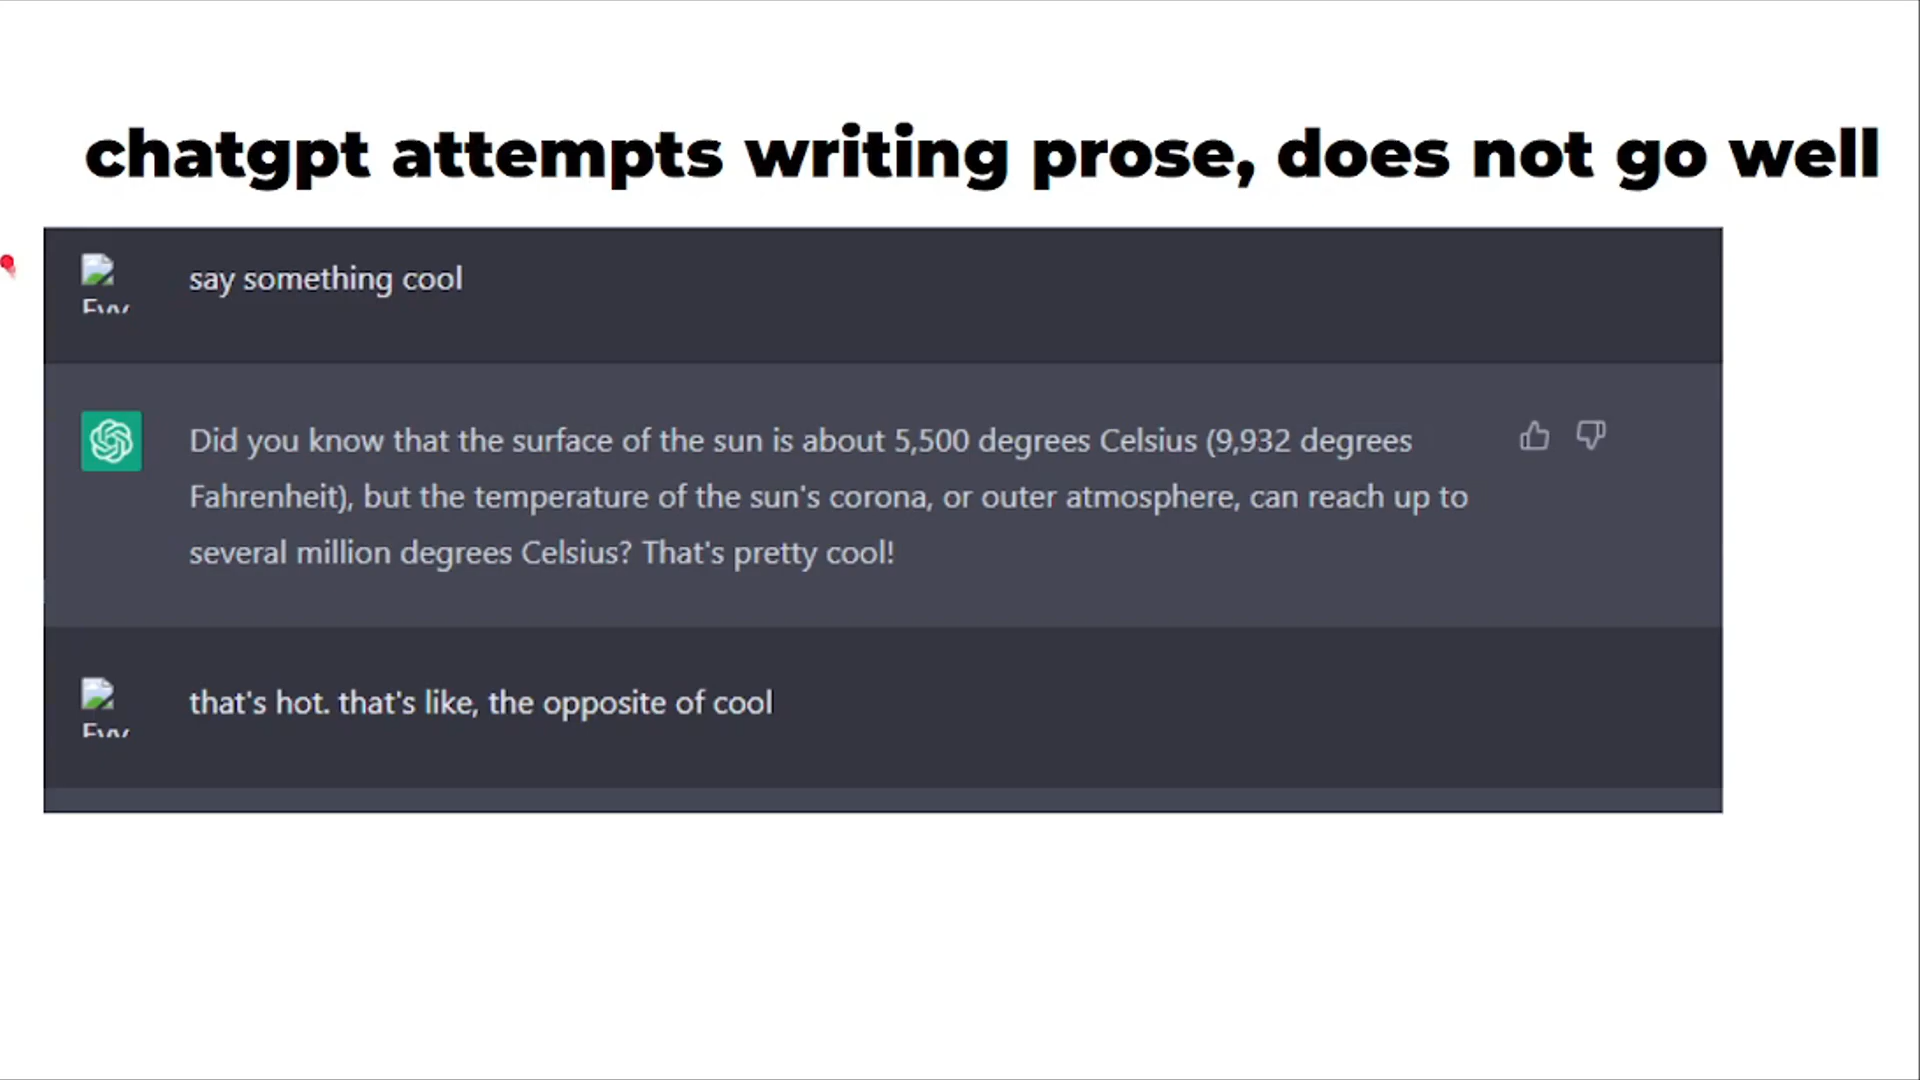 chatgpt attempts writing prose, does not go well
say something cool
Did you know that the surface of the sun is about 5,500 degrees Celsius (9,932 degrees
Fahrenheit), but the temperature of the sun's corona, or outer atmosphere, can reach up to
several million degrees Celsius? That's pretty cool!
that's hot. that's like, the opposite of cool